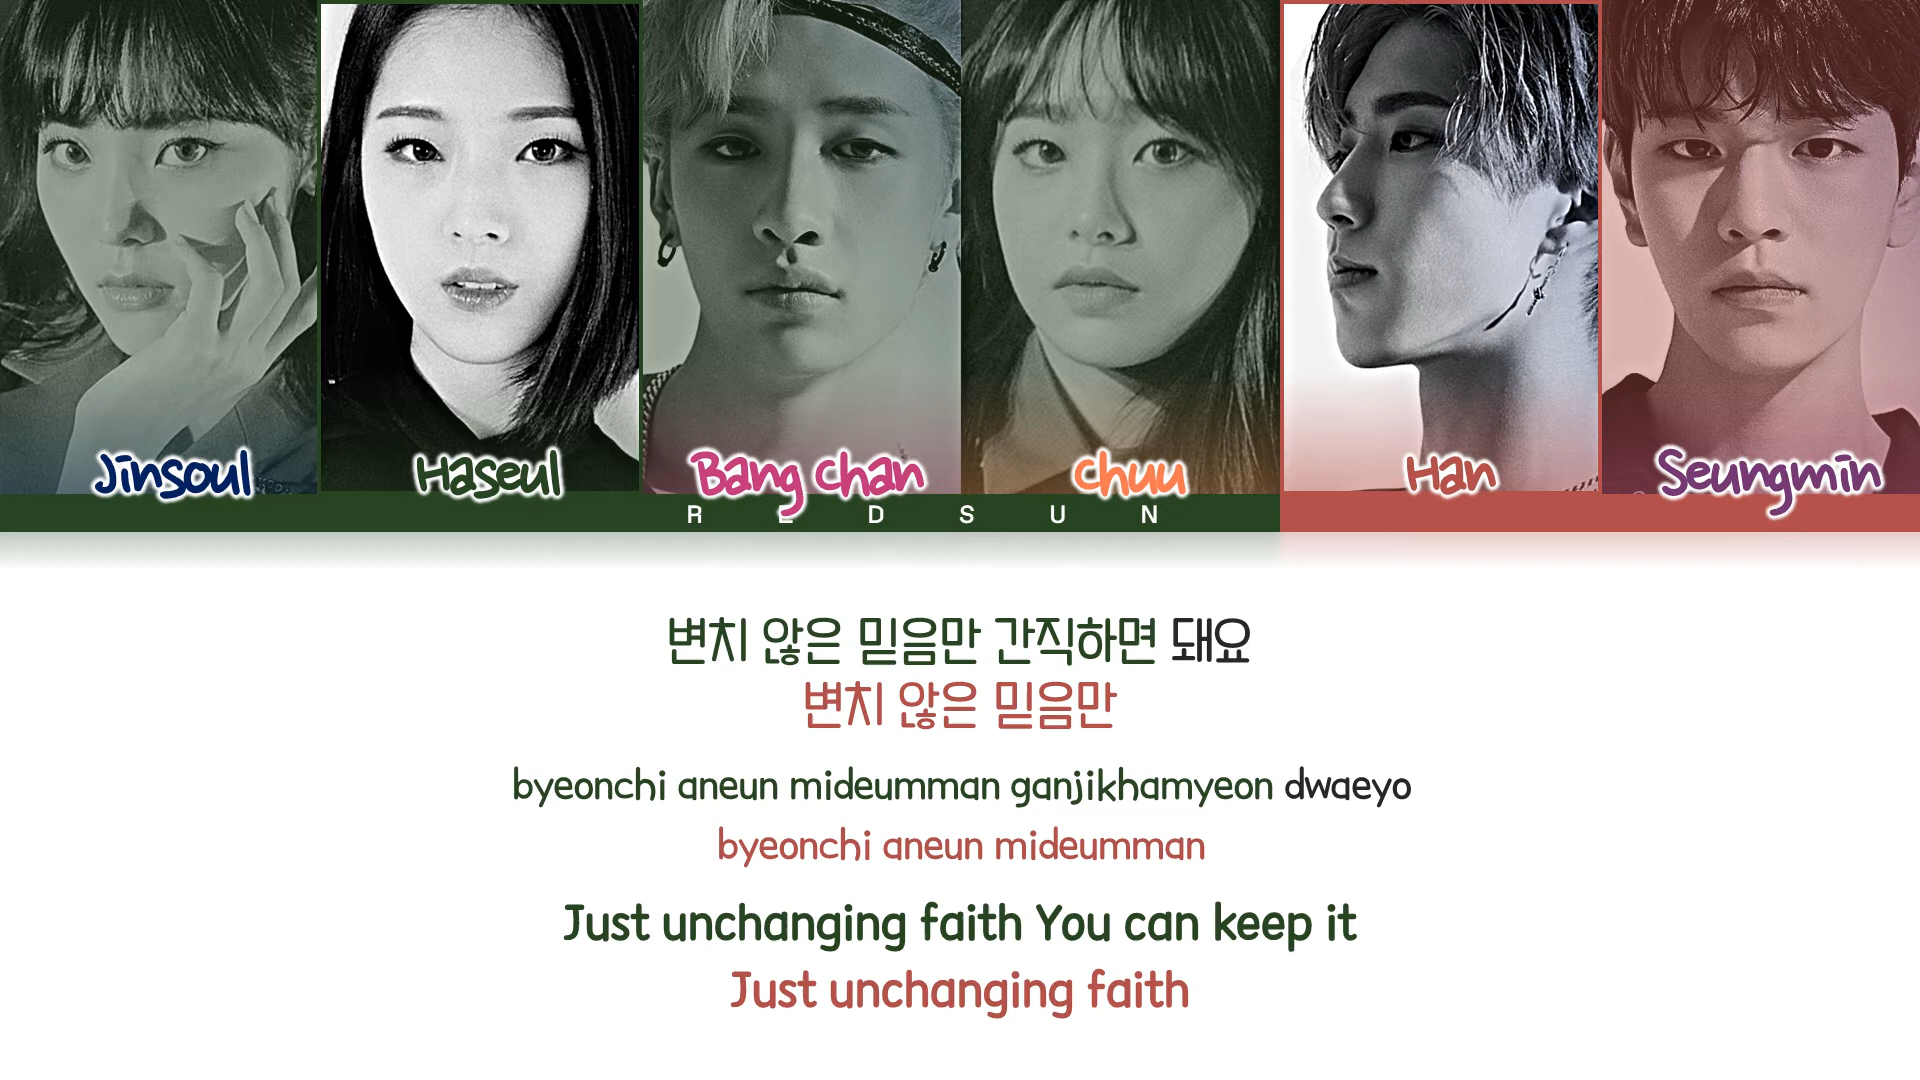 Jinsoul Haseul Bang Chan Chuu Han Seungmin
REDSUN
변치 않은 믿음만 간직하면 돼요
변치 않은 믿음만
byeonchi aneun mideumman ganjikhamyeon dwaeyo
byeonchi aneun mideumman
Just unchanging faith You can keep it
Just unchanging faith